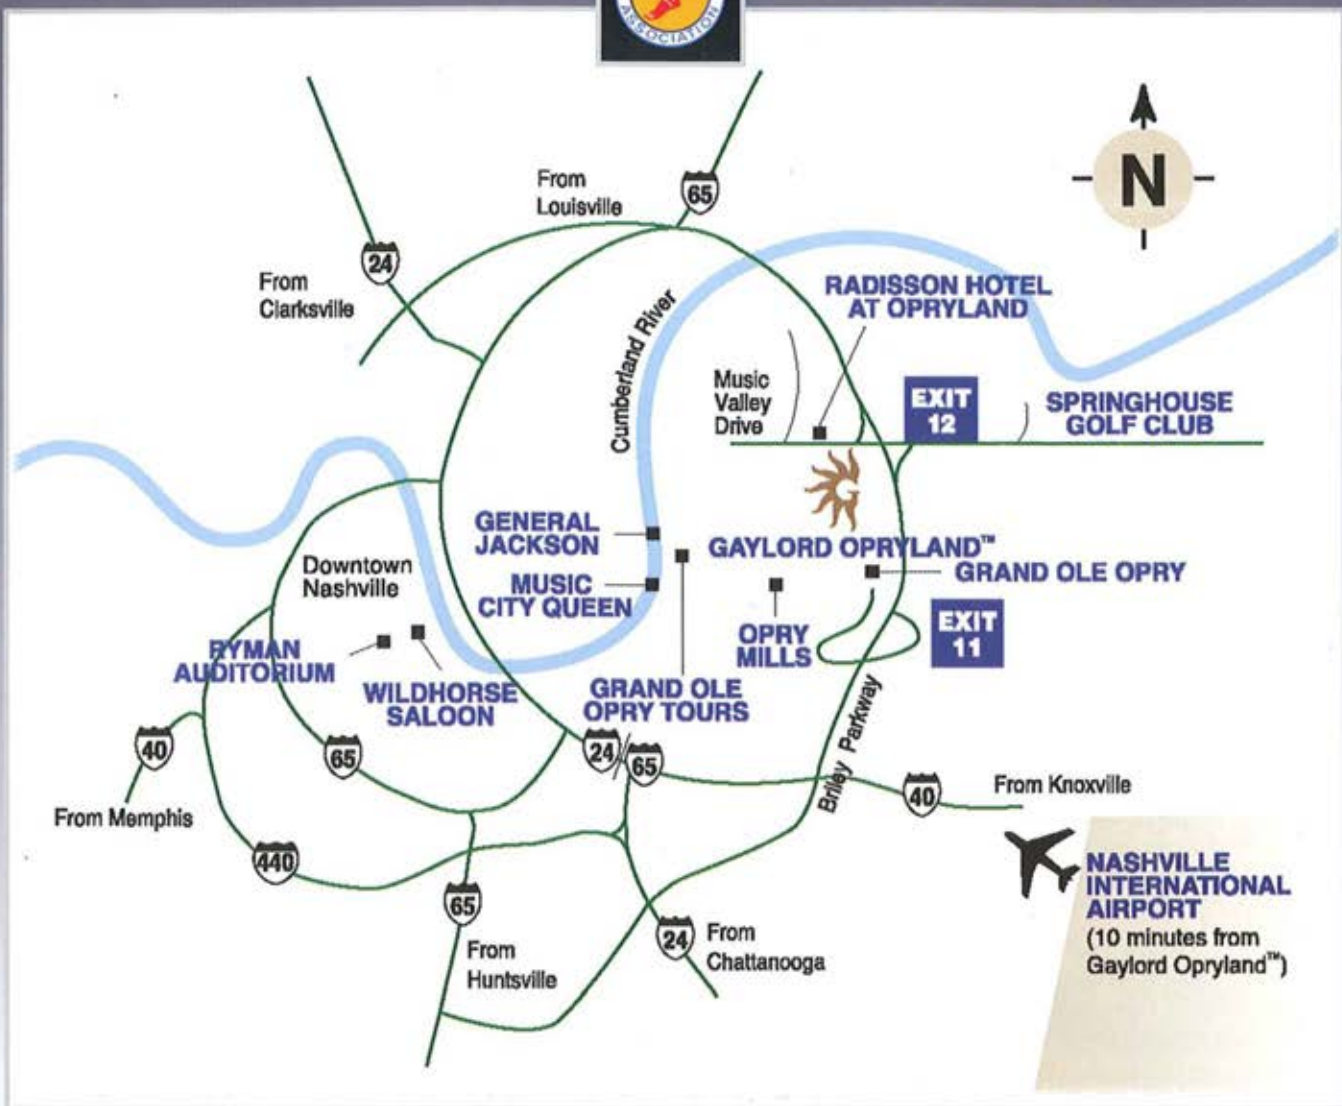 ASSOCIATION
65
From
Louisville
N
24
From
Clarksville
RADISSON HOTEL
AT OPRYLAND
Cumberland River
Music
Valley
Drive
EXIT
12
SPRINGHOUSE
GOLF CLUB
GENERAL
JACKSON
GAYLORD OPRYLAND™
Downtown
Nashville
MUSIC
CITY QUEEN
GRAND OLE OPRY
OPRY
MILLS
EXIT
11
RYMAN
AUDITORIUM
WILDHORSE
SALOON
GRAND OLE
OPRY TOURS
40
65
24
65
Briley Parkway
40
From Knoxville
From Memphis
440
65
NASHVILLE
INTERNATIONAL
AIRPORT
(10 minutes from
Gaylord Opryland™)
24
From
Chattanooga
From
Huntsville